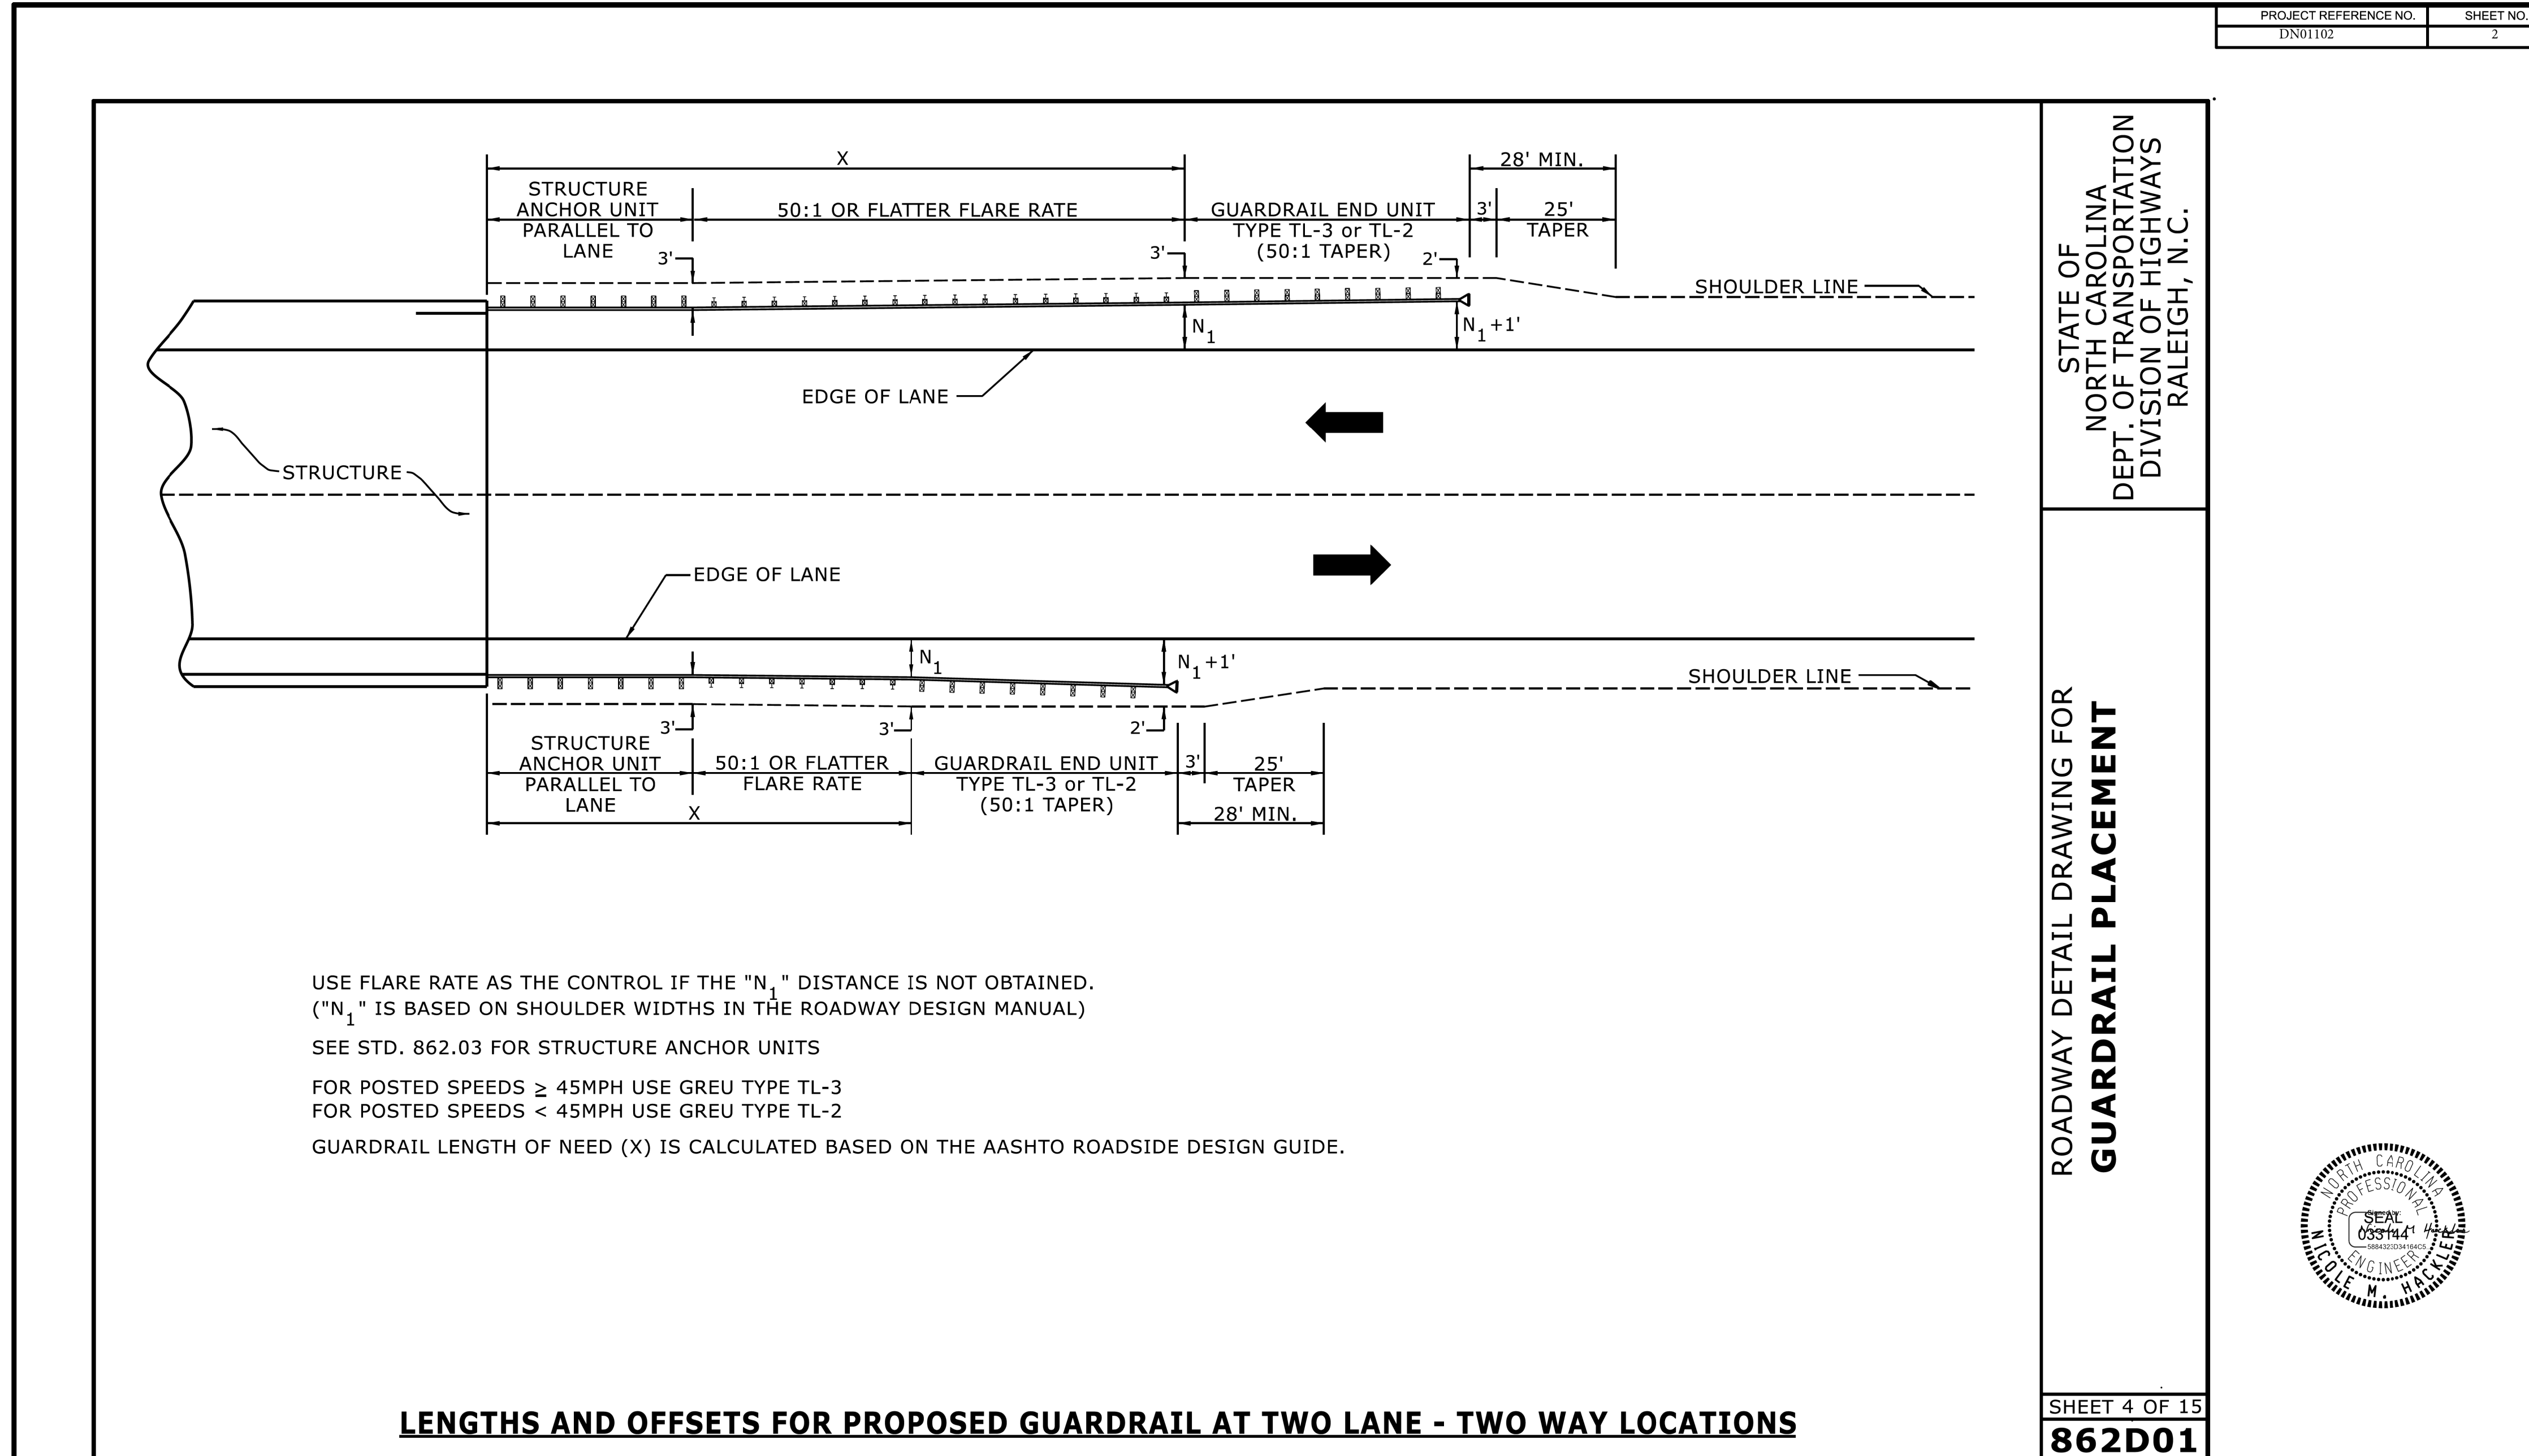 PROJECT REFERENCE NO.
SHEET NO.
DN01102
2
X
28' MIN.
STRUCTURE
ANCHOR UNIT
PARALLEL TO
LANE
50:1 OR FLATTER FLARE RATE
GUARDRAIL END UNIT
TYPE TL-3 or TL-2
(50:1 TAPER)
3'
25'
TAPER
3'
3'
2'
SHOULDER LINE
N1
N1+1'
EDGE OF LANE
STRUCTURE
EDGE OF LANE
N1
N1+1'
SHOULDER LINE
3'
3'
2'
STRUCTURE
ANCHOR UNIT
PARALLEL TO
LANE
50:1 OR FLATTER
FLARE RATE
GUARDRAIL END UNIT
TYPE TL-3 or TL-2
(50:1 TAPER)
3'
25'
TAPER
X
28' MIN.
USE FLARE RATE AS THE CONTROL IF THE "N1" DISTANCE IS NOT OBTAINED.
("N1" IS BASED ON SHOULDER WIDTHS IN THE ROADWAY DESIGN MANUAL)
SEE STD. 862.03 FOR STRUCTURE ANCHOR UNITS
FOR POSTED SPEEDS ≥ 45MPH USE GREU TYPE TL-3
FOR POSTED SPEEDS < 45MPH USE GREU TYPE TL-2
GUARDRAIL LENGTH OF NEED (X) IS CALCULATED BASED ON THE AASHTO ROADSIDE DESIGN GUIDE.
LENGTHS AND OFFSETS FOR PROPOSED GUARDRAIL AT TWO LANE - TWO WAY LOCATIONS
STATE OF
NORTH CAROLINA
DEPT. OF TRANSPORTATION
DIVISION OF HIGHWAYS
RALEIGH, N.C.
ROADWAY DETAIL DRAWING FOR
GUARDRAIL PLACEMENT
SHEET 4 OF 15
862D01
NORTH CAROLINA
PROFESSIONAL
Signed by:
SEAL
033144
5884323D34164C5
ENGINEER
NICOLE M. HACKLER